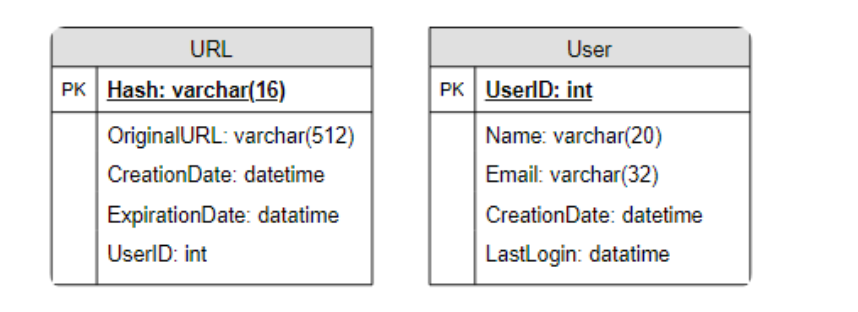 URL
PK Hash: varchar(16)
OriginalURL: varchar(512)
CreationDate: datetime
ExpirationDate: datatime
UserID: int
User
PK UserID: int
Name: varchar(20)
Email: varchar(32)
CreationDate: datetime
LastLogin: datatime